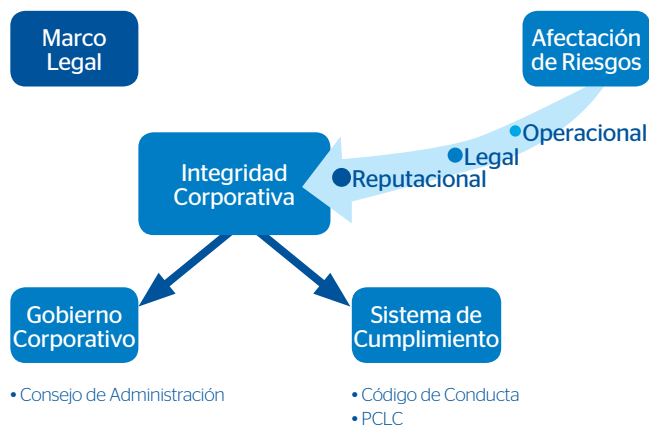 Marco
Legal
Afectación
de Riesgos
Operacional
Legal
Reputacional
Integridad
Corporativa
Gobierno
Corporativo
Sistema de
Cumplimiento
• Consejo de Administración
• Código de Conducta
• PCLC